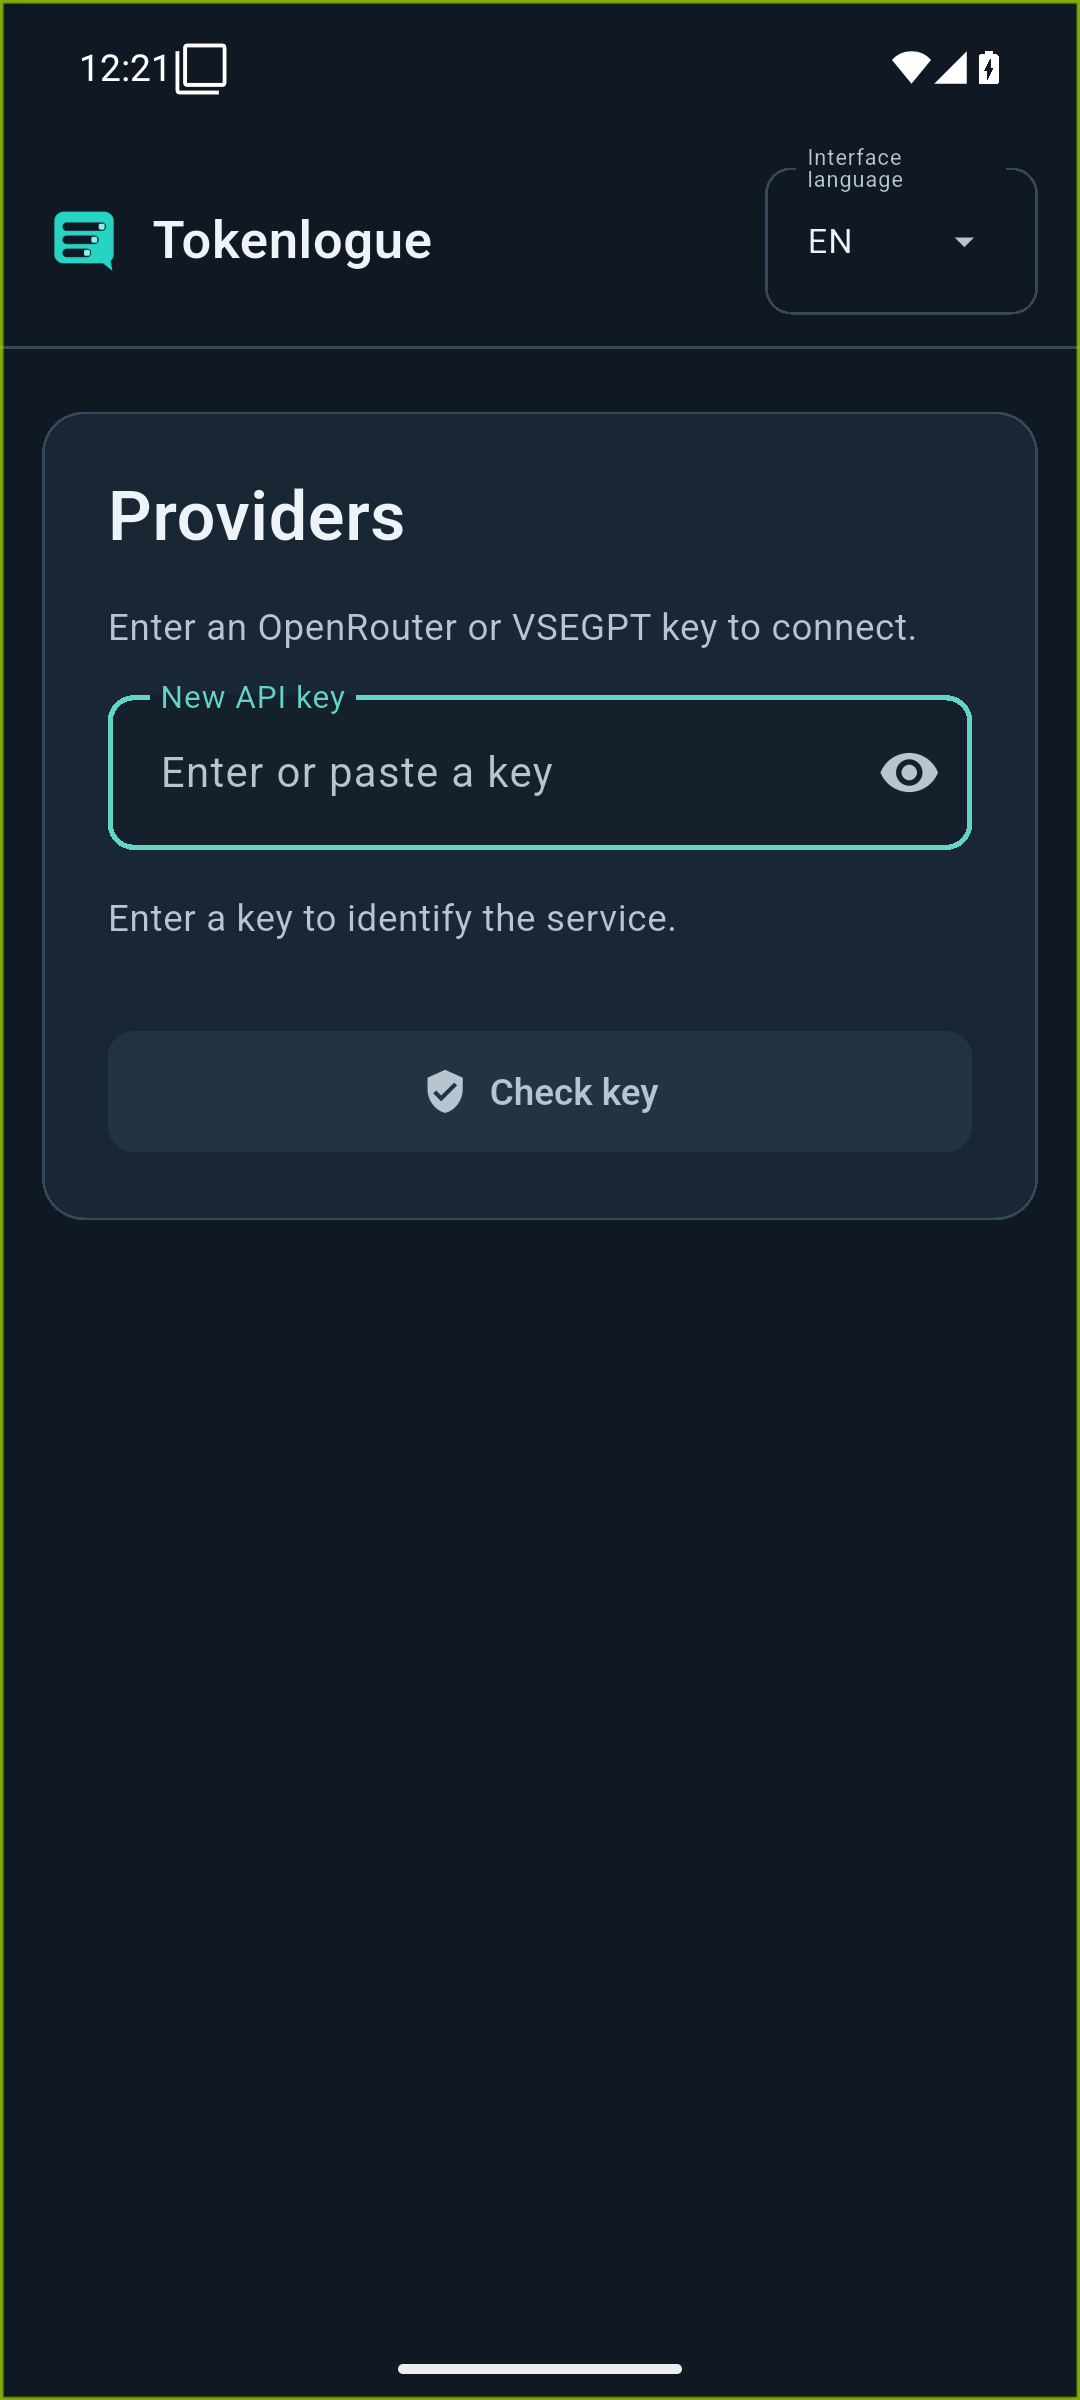 12:21
Interface
language
Tokenlogue
EN
Providers
Enter an OpenRouter or VSEGPT key to connect.
New API key
Enter or paste a key
Enter a key to identify the service.
Check key